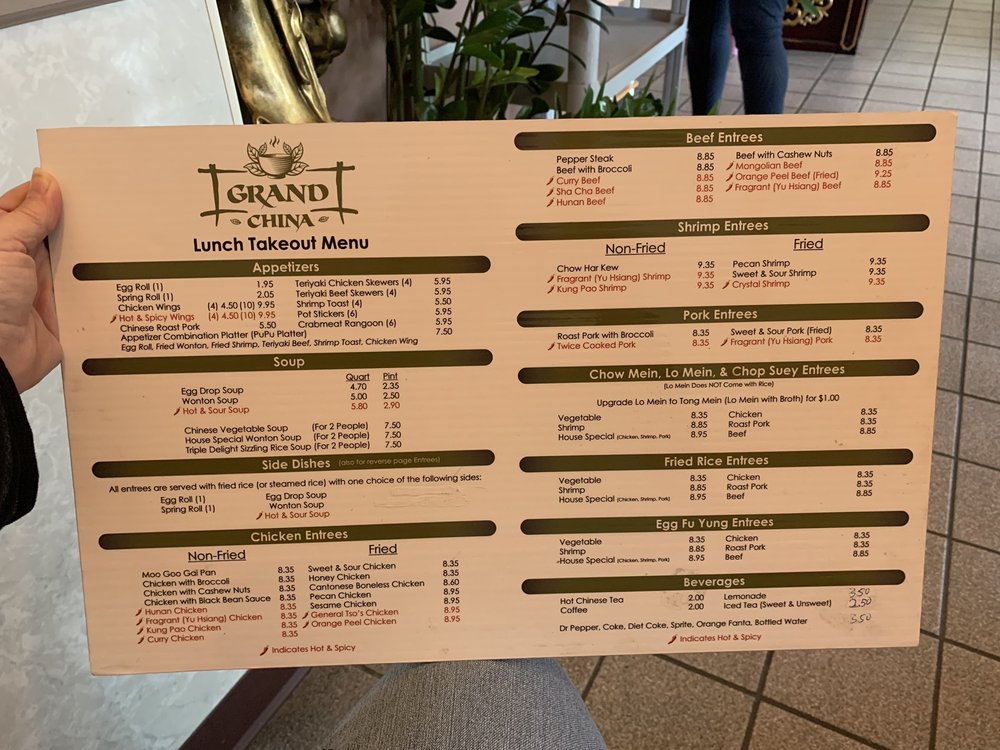 GRAND
CHINA
Lunch Takeout Menu
Appetizers
Egg Roll (1) 1.95
Spring Roll (1) 2.05
Chicken Wings (4) 4.50 (10) 9.95
Hot & Spicy Wings (4) 4.50 (10) 9.95
Chinese Roast Pork 5.50
Teriyaki Chicken Skewers (4) 5.95
Teriyaki Beef Skewers (4) 5.95
Shrimp Toast (4) 5.50
Pot Stickers (6) 5.95
Crabmeat Rangoon (6) 5.95
Appetizer Combination Platter (PuPu Platter) 7.50
Egg Roll, Fried Wonton, Fried Shrimp, Teriyaki Beef, Shrimp Toast, Chicken Wing
Soup
Quart Pint
Egg Drop Soup 4.70 2.35
Wonton Soup 5.00 2.50
Hot & Sour Soup 5.80 2.90
Chinese Vegetable Soup (For 2 People) 7.50
House Special Wonton Soup (For 2 People) 7.50
Triple Delight Sizzling Rice Soup (For 2 People) 7.50
Side Dishes (also for reverse page Entrees)
All entrees are served with fried rice (or steamed rice) with one choice of the following sides:
Egg Roll (1)
Spring Roll (1)
Egg Drop Soup
Wonton Soup
Hot & Sour Soup
Chicken Entrees
Non-Fried
Moo Goo Gai Pan 8.35
Chicken with Broccoli 8.35
Chicken with Cashew Nuts 8.35
Chicken with Black Bean Sauce 8.35
Hunan Chicken 8.35
Fragrant (Yu Hsiang) Chicken 8.35
Kung Pao Chicken 8.35
Curry Chicken 8.35
Fried
Sweet & Sour Chicken 8.35
Honey Chicken 8.35
Cantonese Boneless Chicken 8.60
Pecan Chicken 8.95
Sesame Chicken 8.95
General Tso's Chicken 8.95
Orange Peel Chicken 8.95
Indicates Hot & Spicy
Beef Entrees
Pepper Steak 8.85
Beef with Broccoli 8.85
Curry Beef 8.85
Sha Cha Beef 8.85
Hunan Beef 8.85
Beef with Cashew Nuts 8.85
Mongolian Beef 8.85
Orange Peel Beef (Fried) 9.25
Fragrant (Yu Hsiang) Beef 8.85
Shrimp Entrees
Non-Fried
Chow Har Kew 9.35
Fragrant (Yu Hsiang) Shrimp 9.35
Kung Pao Shrimp 9.35
Fried
Pecan Shrimp 9.35
Sweet & Sour Shrimp 9.35
Crystal Shrimp 9.35
Pork Entrees
Roast Pork with Broccoli 8.35
Twice Cooked Pork 8.35
Sweet & Sour Pork (Fried) 8.35
Fragrant (Yu Hsiang) Pork 8.35
Chow Mein, Lo Mein, & Chop Suey Entrees
(Lo Mein Does NOT Come with Rice)
Upgrade Lo Mein to Tong Mein (Lo Mein with Broth) for $1.00
Vegetable 8.35
Shrimp 8.85
House Special (Chicken, Shrimp, Pork) 8.95
Chicken 8.35
Roast Pork 8.35
Beef 8.85
Fried Rice Entrees
Vegetable 8.35
Shrimp 8.85
House Special (Chicken, Shrimp, Pork) 8.95
Chicken 8.35
Roast Pork 8.35
Beef 8.85
Egg Fu Yung Entrees
Vegetable 8.35
Shrimp 8.85
House Special (Chicken, Shrimp, Pork) 8.95
Chicken 8.35
Roast Pork 8.35
Beef 8.85
Beverages
Hot Chinese Tea 2.00
Coffee 2.00
Lemonade 3.50
Iced Tea (Sweet & Unsweet) 2.50
Dr Pepper, Coke, Diet Coke, Sprite, Orange Fanta, Bottled Water 3.50
Indicates Hot & Spicy